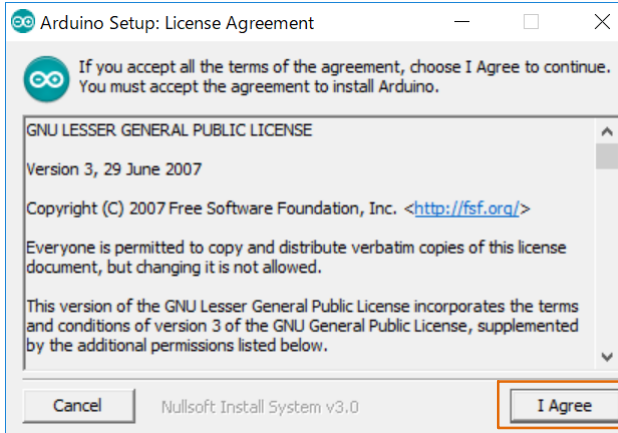 Arduino Setup: License Agreement
If you accept all the terms of the agreement, choose I Agree to continue.
You must accept the agreement to install Arduino.
GNU LESSER GENERAL PUBLIC LICENSE
Version 3, 29 June 2007
Copyright (C) 2007 Free Software Foundation, Inc. <http://fsf.org/>
Everyone is permitted to copy and distribute verbatim copies of this license
document, but changing it is not allowed.
This version of the GNU Lesser General Public License incorporates the terms
and conditions of version 3 of the GNU General Public License, supplemented
by the additional permissions listed below.
Cancel
Nullsoft Install System v3.0
I Agree